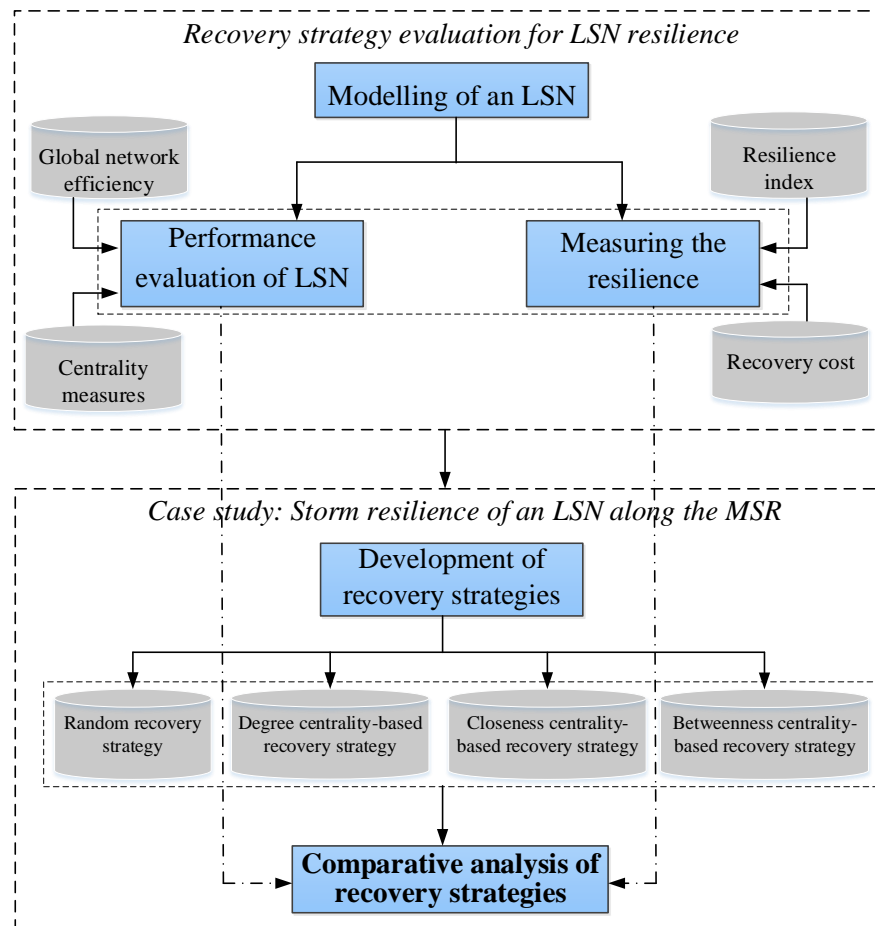 Recovery strategy evaluation for LSN resilience
Modelling of an LSN
Global network
efficiency
Resilience
index
Performance
evaluation of LSN
Measuring the
resilience
Centrality
measures
Recovery cost
Case study: Storm resilience of an LSN along the MSR
Development of
recovery strategies
Random recovery
strategy
Degree centrality-based
recovery strategy
Closeness centrality-
based recovery strategy
Betweenness centrality-
based recovery strategy
Comparative analysis of
recovery strategies